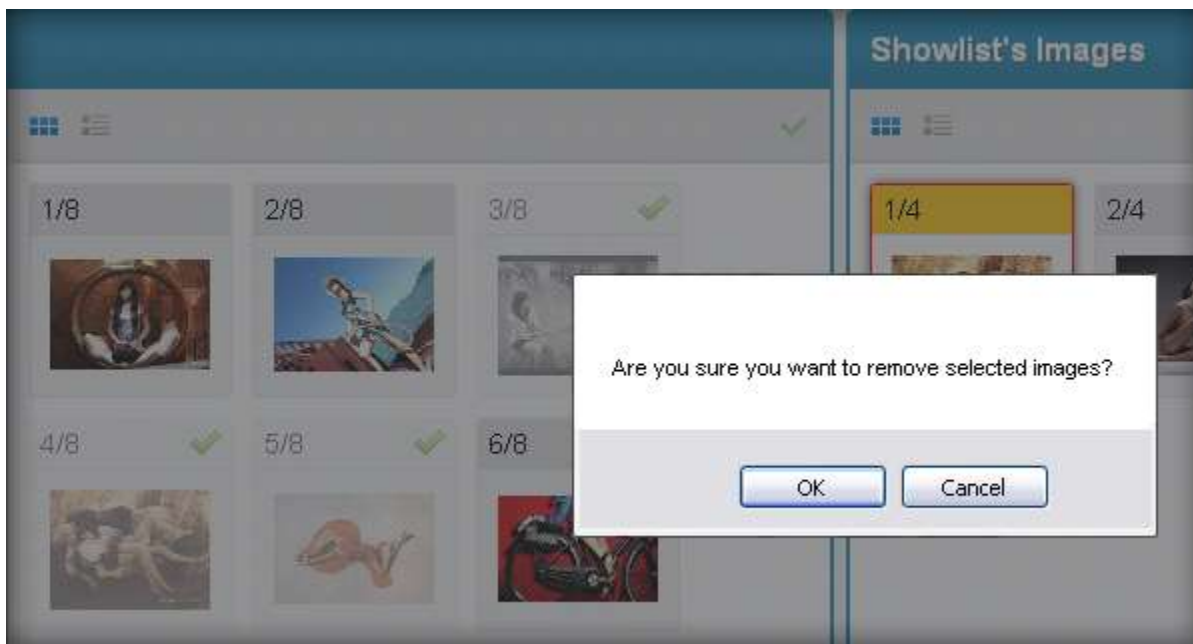 Showlist's Images
1/8
2/8
3/8
1/4
2/4
Are you sure you want to remove selected images?
4/8
5/8
6/8
OK
Cancel